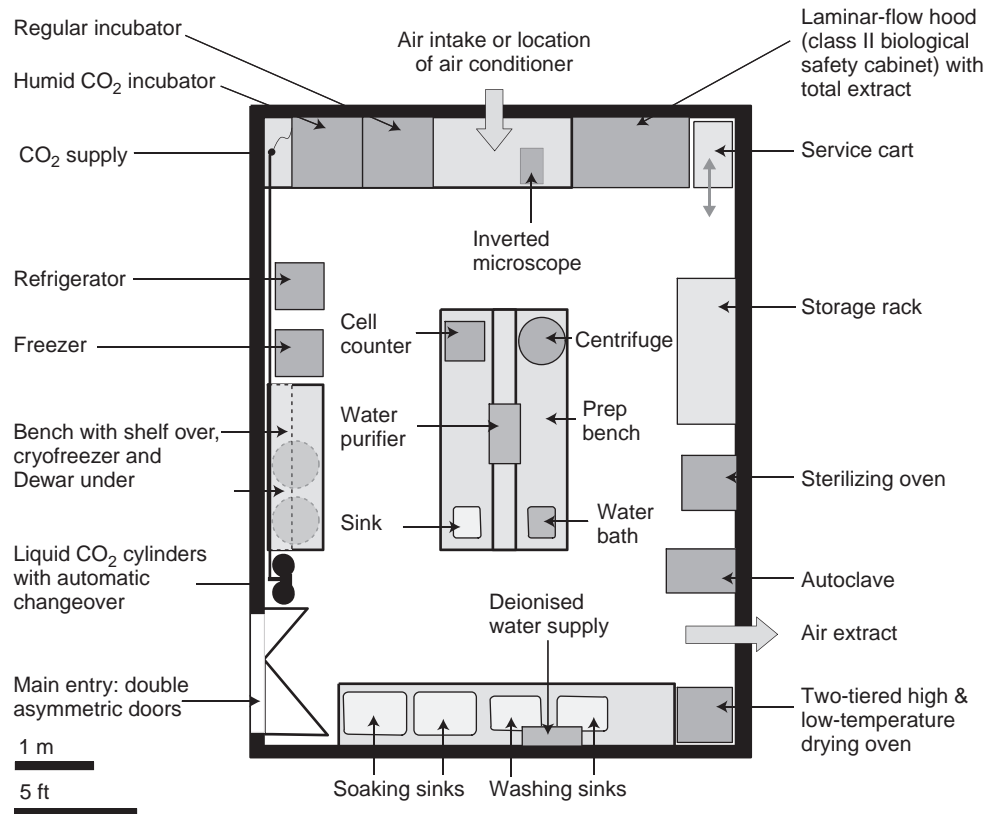 Regular incubator
Humid CO₂ incubator
CO₂ supply
Air intake or location
of air conditioner
Laminar-flow hood
(class II biological
safety cabinet) with
total extract
Service cart
Inverted
microscope
Refrigerator
Freezer
Cell
counter
Centrifuge
Storage rack
Bench with shelf over,
cryofreezer and
Dewar under
Water
purifier
Prep
bench
Sterilizing oven
Sink
Water
bath
Liquid CO₂ cylinders
with automatic
changeover
Autoclave
Deionised
water supply
Air extract
Main entry: double
asymmetric doors
Two-tiered high &
low-temperature
drying oven
1 m
5 ft
Soaking sinks
Washing sinks